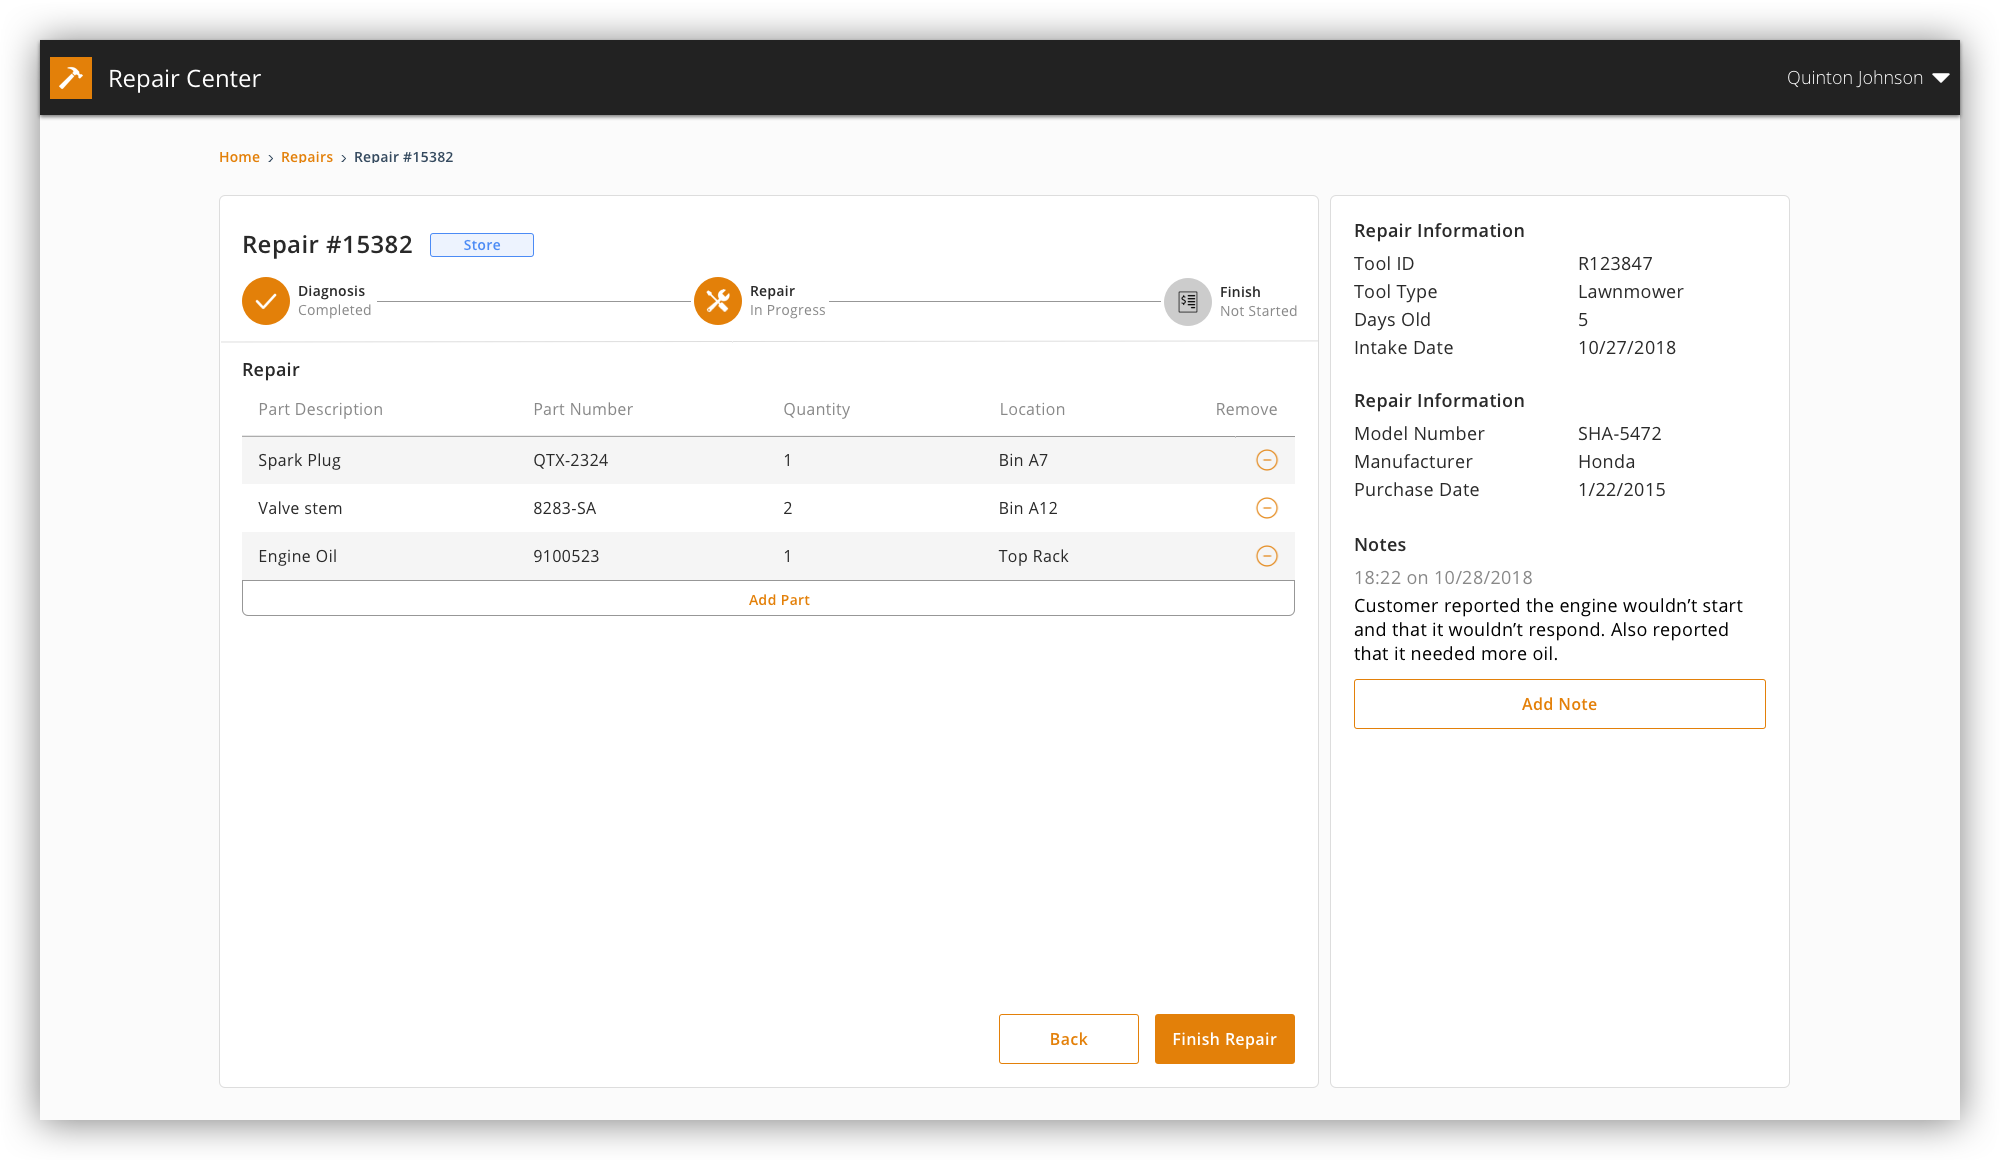 Repair Center
Quinton Johnson
Home › Repairs › Repair #15382
Repair #15382
Store
Diagnosis
Completed
Repair
In Progress
Finish
Not Started
Repair
Part Description Part Number Quantity Location Remove
Spark Plug QTX-2324 1 Bin A7
Valve stem 8283-SA 2 Bin A12
Engine Oil 9100523 1 Top Rack
Add Part
Back
Finish Repair
Repair Information
Tool ID R123847
Tool Type Lawnmower
Days Old 5
Intake Date 10/27/2018
Repair Information
Model Number SHA-5472
Manufacturer Honda
Purchase Date 1/22/2015
Notes
18:22 on 10/28/2018
Customer reported the engine wouldn’t start
and that it wouldn’t respond. Also reported
that it needed more oil.
Add Note